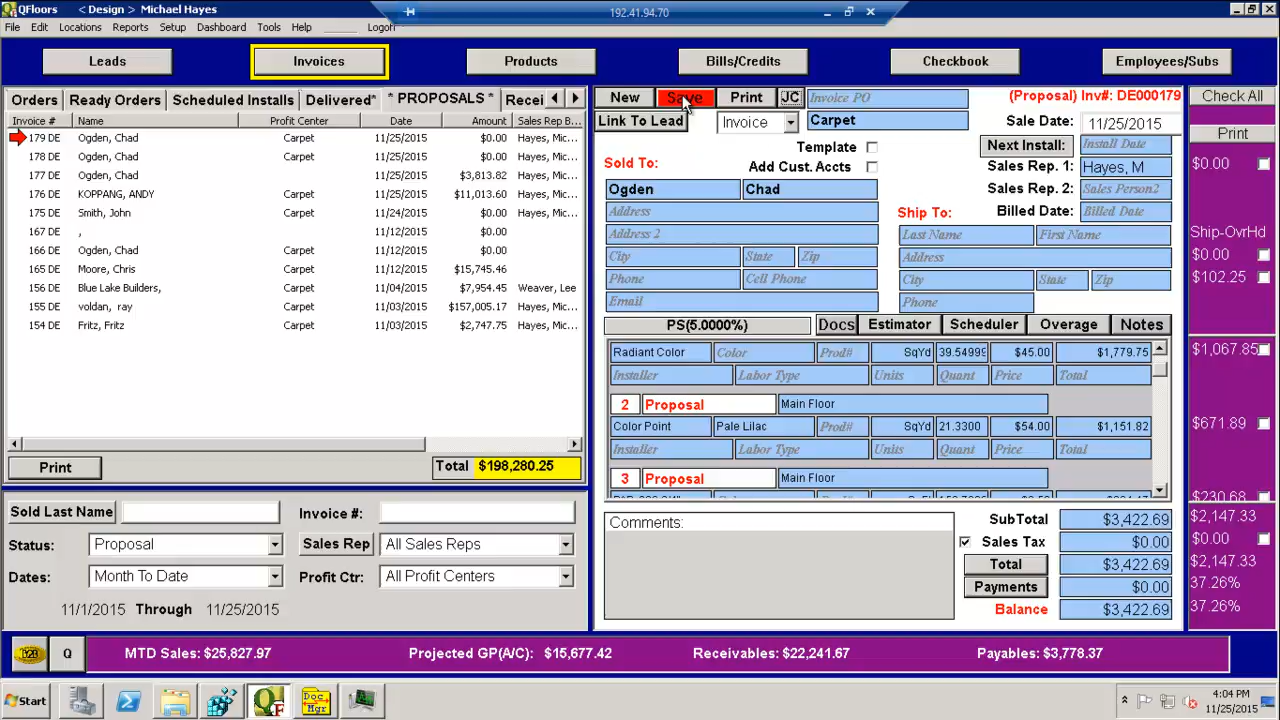 QFloors < Design > Michael Hayes
192.41.94.70
File Edit Locations Reports Setup Dashboard Tools Help Logoff
Leads Invoices Products Bills/Credits Checkbook Employees/Subs
Orders Ready Orders Scheduled Installs Delivered* * PROPOSALS * Recei
Invoice # Name Profit Center Date Amount Sales Rep B...
179 DE Ogden, Chad Carpet 11/25/2015 $0.00 Hayes, Mic...
178 DE Ogden, Chad Carpet 11/25/2015 $0.00 Hayes, Mic...
177 DE Ogden, Chad Carpet 11/25/2015 $3,813.82 Hayes, Mic...
176 DE KOPPANG, ANDY Carpet 11/25/2015 $11,013.60 Hayes, Mic...
175 DE Smith, John Carpet 11/24/2015 $0.00 Hayes, Mic...
167 DE , 11/12/2015 $0.00
166 DE Ogden, Chad Carpet 11/12/2015 $0.00
165 DE Moore, Chris Carpet 11/12/2015 $15,745.46
156 DE Blue Lake Builders, Carpet 11/04/2015 $7,954.45 Weaver, Lee
155 DE voldan, ray Carpet 11/03/2015 $157,005.17 Hayes, Mic...
154 DE Fritz, Fritz Carpet 11/03/2015 $2,747.75 Hayes, Mic...
Print Total $198,280.25
Sold Last Name Invoice #:
Status: Proposal Sales Rep All Sales Reps
Dates: Month To Date Profit Ctr: All Profit Centers
11/1/2015 Through 11/25/2015
New Save Print JC Invoice PO (Proposal) Inv#: DE000179
Link To Lead Invoice Carpet Sale Date: 11/25/2015
Template Next Install: Install Date
Sold To: Add Cust. Accts Sales Rep. 1: Hayes, M
Ogden Chad Sales Rep. 2: Sales Person2
Address Ship To: Billed Date: Billed Date
Address 2 Last Name First Name
City State Zip Address
Phone Cell Phone City State Zip
Email Phone
PS(5.0000%) Docs Estimator Scheduler Overage Notes
Radiant Color Color Prod# SqYd 39.54999 $45.00 $1,779.75
Installer Labor Type Units Quant Price Total
2 Proposal Main Floor
Color Point Pale Lilac Prod# SqYd 21.3300 $54.00 $1,151.82
Installer Labor Type Units Quant Price Total
3 Proposal Main Floor
Comments: SubTotal $3,422.69
Sales Tax $0.00
Total $3,422.69
Payments $0.00
Balance $3,422.69
Check All
Print
$0.00
Ship-OvrHd
$0.00
$102.25
$1,067.85
$671.89
$230.68
$2,147.33
$0.00
$2,147.33
37.26%
37.26%
Q MTD Sales: $25,827.97 Projected GP(A/C): $15,677.42 Receivables: $22,241.67 Payables: $3,778.37
Start Doc Mgr 4:04 PM
11/25/2015